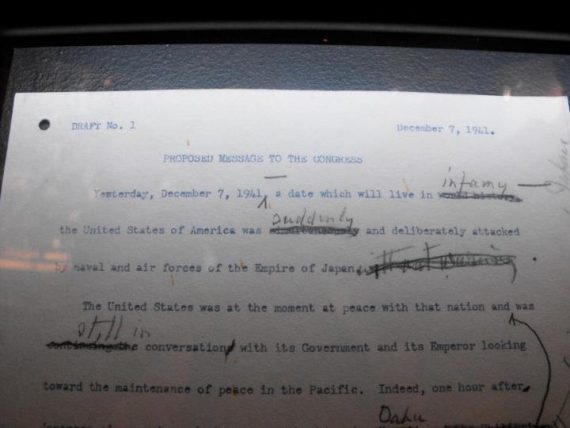 DRAFT No. 1
December 7, 1941.
PROPOSED MESSAGE TO THE CONGRESS
infamy
Yesterday, December 7, 1941, a date which will live in
suddenly
the United States of America was and deliberately attacked
by naval and air forces of the Empire of Japan
The United States was at the moment at peace with that nation and was
still in
continuing the conversation with its Government and its Emperor looking
toward the maintenance of peace in the Pacific. Indeed, one hour after
Oahu